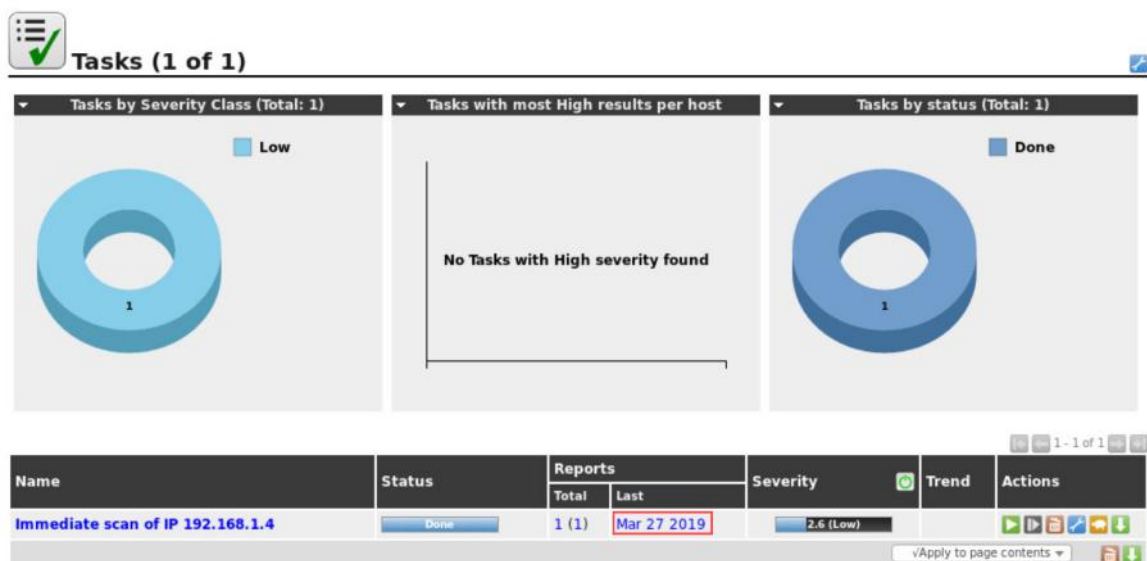 Tasks (1 of 1)
Tasks by Severity Class (Total: 1)
Low
1
Tasks with most High results per host
No Tasks with High severity found
Tasks by status (Total: 1)
Done
1
1 - 1 of 1
Name Status Reports Severity Trend Actions
Total Last
Immediate scan of IP 192.168.1.4 Done 1 (1) Mar 27 2019 2.6 (Low)
√Apply to page contents